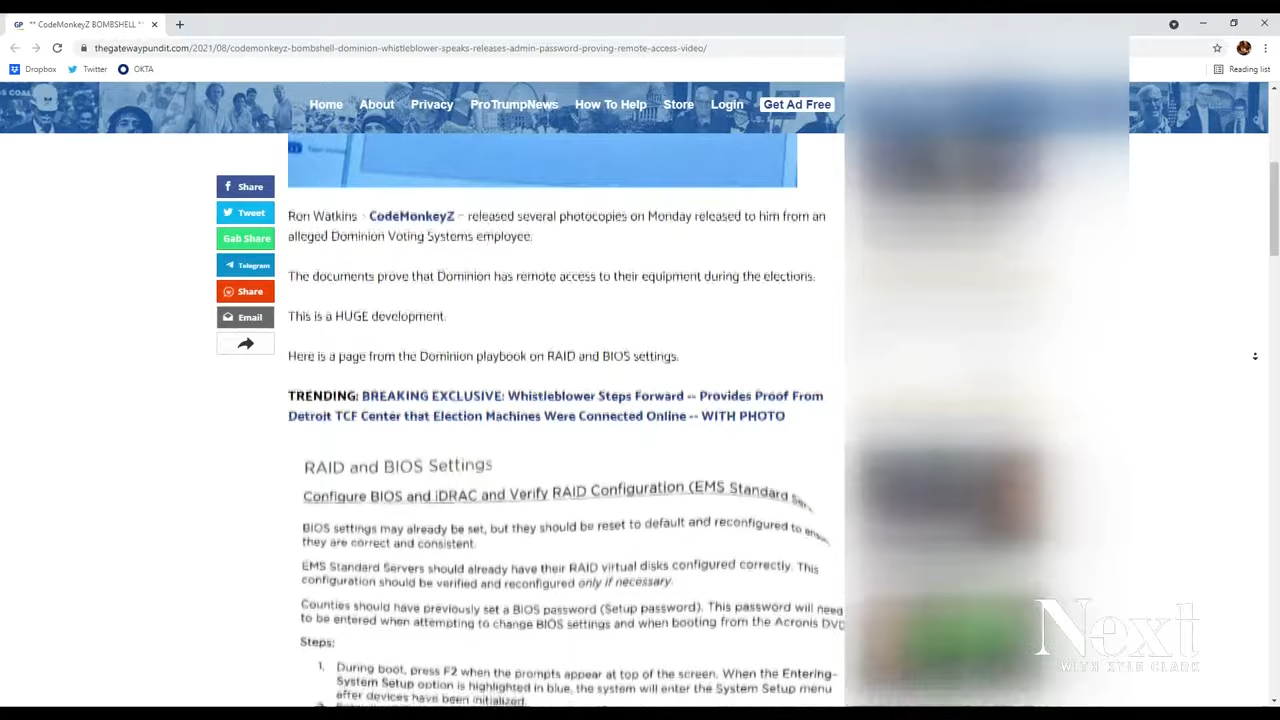 ** CodeMonkeyZ BOMBSHELL **
thegatewaypundit.com/2021/08/codemonkeyz-bombshell-dominion-whistleblower-speaks-releases-admin-password-proving-remote-access-video/
Dropbox Twitter OKTA Reading list
Home About Privacy ProTrumpNews How To Help Store Login Get Ad Free
Share
Tweet
Gab Share
Telegram
Share
Email
Ron Watkins - CodeMonkeyZ - released several photocopies on Monday released to him from an
alleged Dominion Voting Systems employee.
The documents prove that Dominion has remote access to their equipment during the elections.
This is a HUGE development.
Here is a page from the Dominion playbook on RAID and BIOS settings.
TRENDING: BREAKING EXCLUSIVE: Whistleblower Steps Forward -- Provides Proof From
Detroit TCF Center that Election Machines Were Connected Online -- WITH PHOTO
RAID and BIOS Settings
Configure BIOS and iDRAC and Verify RAID Configuration (EMS Standard
BIOS settings may already be set, but they should be reset to default and reconfigured to
they are correct and consistent.
EMS Standard Servers should already have their RAID virtual disks configured correctly. This
configuration should be verified and reconfigured only if necessary.
Counties should have previously set a BIOS password (Setup password). This password will need
to be entered when attempting to change BIOS settings and when booting from the Acronis DVD
Steps:
1. During boot, press F2 when the prompts appear at top of the screen. When the Entering-
System Setup option is highlighted in blue, the system will enter the System Setup menu
after devices have been initialized.
Next
WITH KYLE CLARK